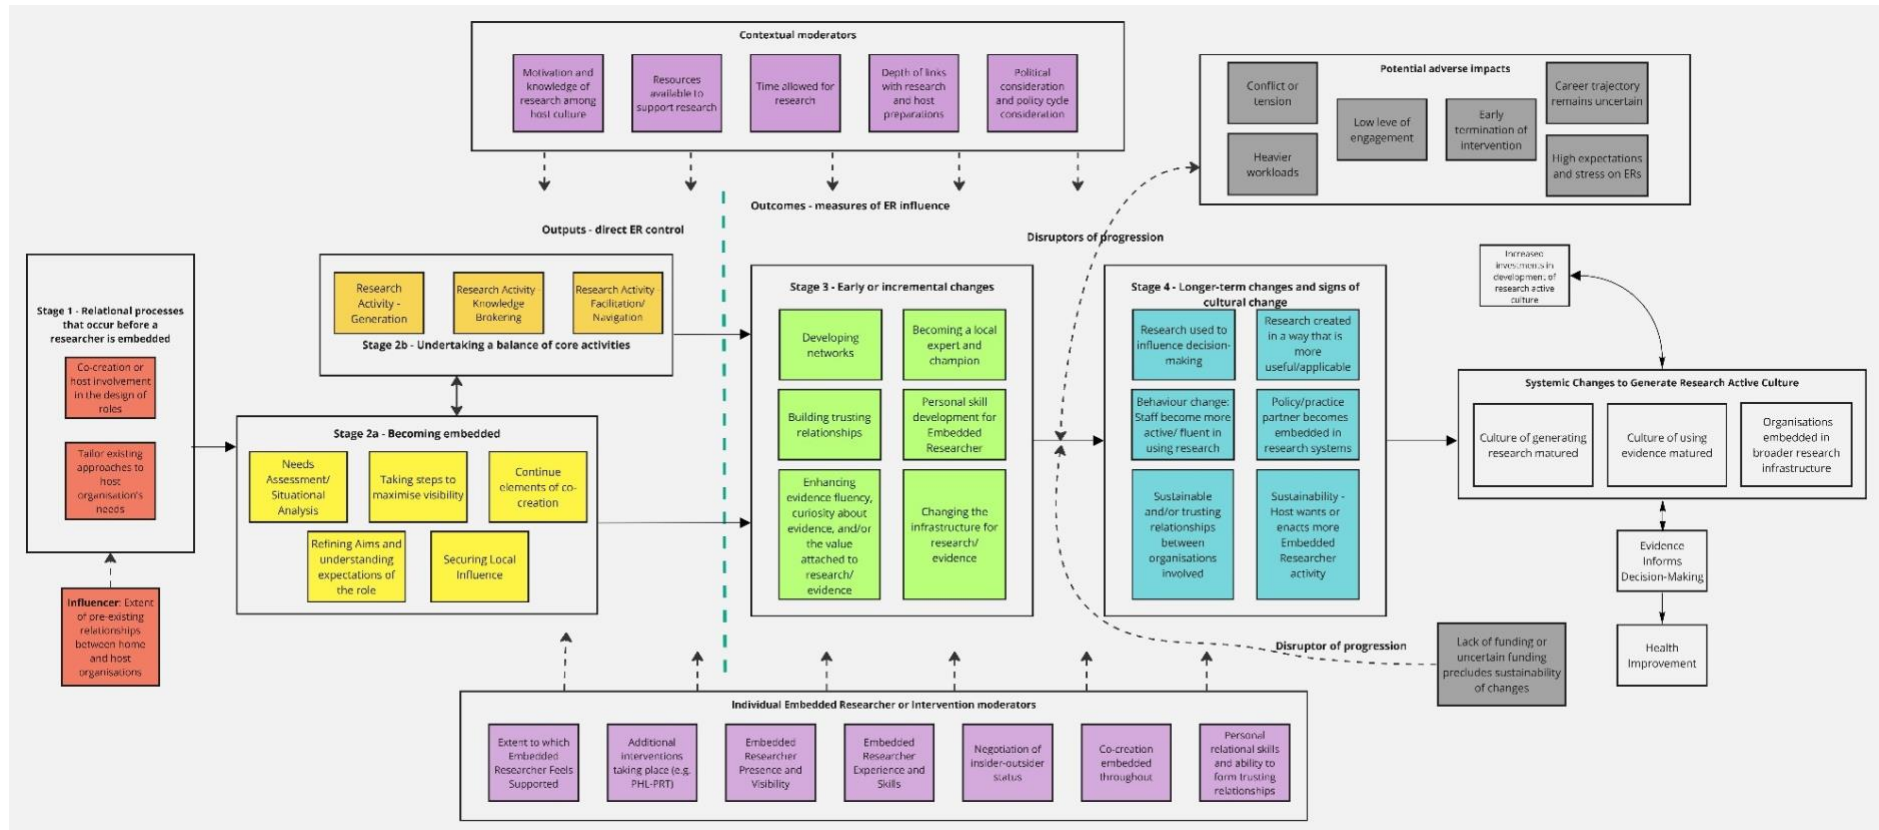 Contextual moderators
Motivation and
knowledge of
research among
host culture
Resources
available to
support research
Time allowed for
research
Depth of links
with research
and host
preparations
Political
consideration
and policy cycle
consideration
Potential adverse impacts
Conflict or
tension
Heavier
workloads
Low leve of
engagement
Early
termination of
intervention
Career trajectory
remains uncertain
High expectations
and stress on ERs
Outcomes - measures of ER influence
Outputs - direct ER control
Disruptors of progression
Stage 1 - Relational processes
that occur before a
researcher is embedded
Co-creation or
host involvement
in the design of
roles
Tailor existing
approaches to
host
organisation's
needs
Influencer: Extent
of pre-existing
relationships
between home
and host
organisations
Research
Activity -
Generation
Research Activity -
Knowledge
Brokering
Research Activity -
Facilitation/
Navigation
Stage 2b - Undertaking a balance of core activities
Stage 2a - Becoming embedded
Needs
Assessment/
Situational
Analysis
Taking steps to
maximise visibility
Continue
elements of co-
creation
Refining Aims and
understanding
expectations of
the role
Securing Local
Influence
Stage 3 - Early or incremental changes
Developing
networks
Becoming a local
expert and
champion
Building trusting
relationships
Personal skill
development for
Embedded
Researcher
Enhancing
evidence fluency,
curiosity about
evidence, and/or
the value
attached to
research/
evidence
Changing the
infrastructure for
research/
evidence
Stage 4 - Longer-term changes and signs of
cultural change
Research used to
influence decision-
making
Research created
in a way that is
more
useful/applicable
Behaviour change:
Staff become more
active/ fluent in
using research
Policy/practice
partner becomes
embedded in
research systems
Sustainable
and/or trusting
relationships
between
organisations
involved
Sustainability -
Host wants or
enacts more
Embedded
Researcher
activity
Increased
investments in
development of
research active
culture
Systemic Changes to Generate Research Active Culture
Culture of generating
research matured
Culture of using
evidence matured
Organisations
embedded in
broader research
infrastructure
Evidence
Informs
Decision-Making
Health
Improvement
Disruptor of progression
Lack of funding or
uncertain funding
precludes sustainability
of changes
Individual Embedded Researcher or Intervention moderators
Extent to which
Embedded
Researcher Feels
Supported
Additional
interventions
taking place (e.g.
PHL-PRT)
Embedded
Researcher
Presence and
Visibility
Embedded
Researcher
Experience and
Skills
Negotiation of
insider-outsider
status
Co-creation
embedded
throughout
Personal
relational skills
and ability to
form trusting
relationships